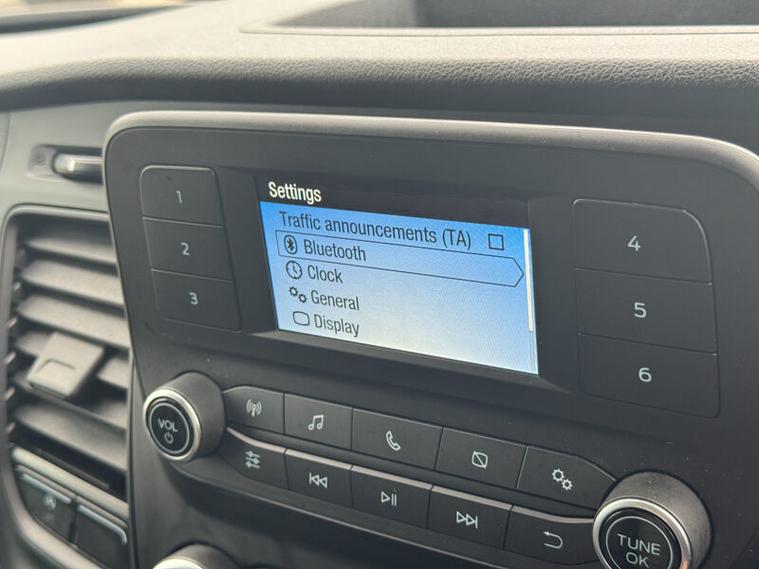 Settings
Traffic announcements (TA)
Bluetooth
Clock
General
Display
1
2
3
4
5
6
VOL
TUNE
OK